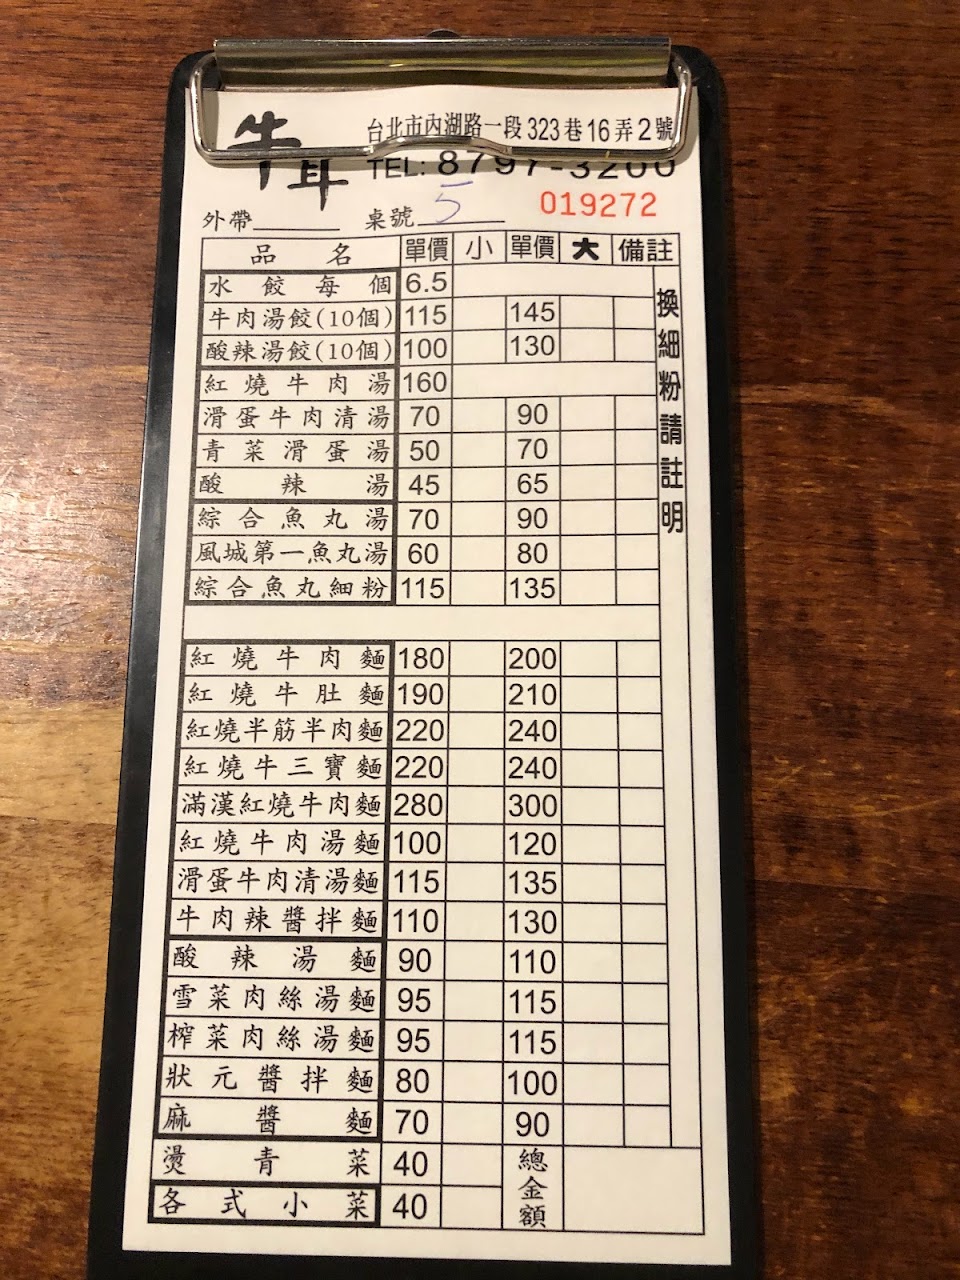 牛耳
台北市內湖路一段323巷16弄2號
TEL: 8797-3200
外帶 桌號 5 019272
品名 單價 小 單價 大 備註
換細粉請註明
水餃每個 6.5
牛肉湯餃(10個) 115 145
酸辣湯餃(10個) 100 130
紅燒牛肉湯 160
滑蛋牛肉清湯 70 90
青菜滑蛋湯 50 70
酸辣湯 45 65
綜合魚丸湯 70 90
風城第一魚丸湯 60 80
綜合魚丸細粉 115 135
紅燒牛肉麵 180 200
紅燒牛肚麵 190 210
紅燒半筋半肉麵 220 240
紅燒牛三寶麵 220 240
滿漢紅燒牛肉麵 280 300
紅燒牛肉湯麵 100 120
滑蛋牛肉清湯麵 115 135
牛肉辣醬拌麵 110 130
酸辣湯麵 90 110
雪菜肉絲湯麵 95 115
榨菜肉絲湯麵 95 115
狀元醬拌麵 80 100
麻醬麵 70 90
燙青菜 40 總金額
各式小菜 40